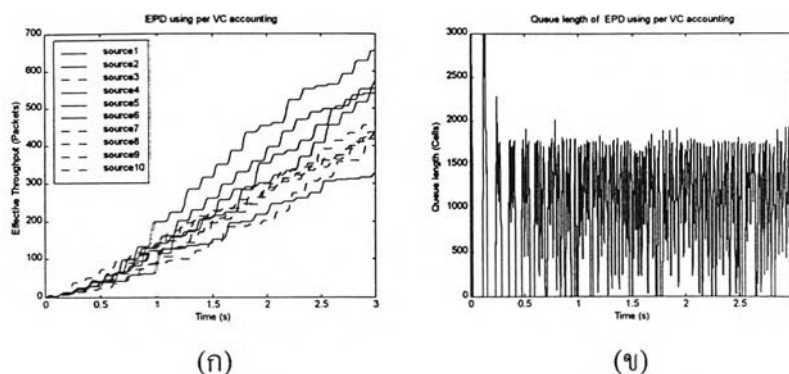 EPD using per VC accounting
700
600
500
400
300
200
100
0
Effective Throughput (Packets)
source1
source2
source3
source4
source5
source6
source7
source8
source9
source10
0
0.5
1
1.5
2
2.5
3
Time (s)
(ก)
Queue length of EPD using per VC accounting
3000
2500
2000
1500
1000
500
0
Queue length (Cells)
0
0.5
1
1.5
2
2.5
Time (s)
(ข)